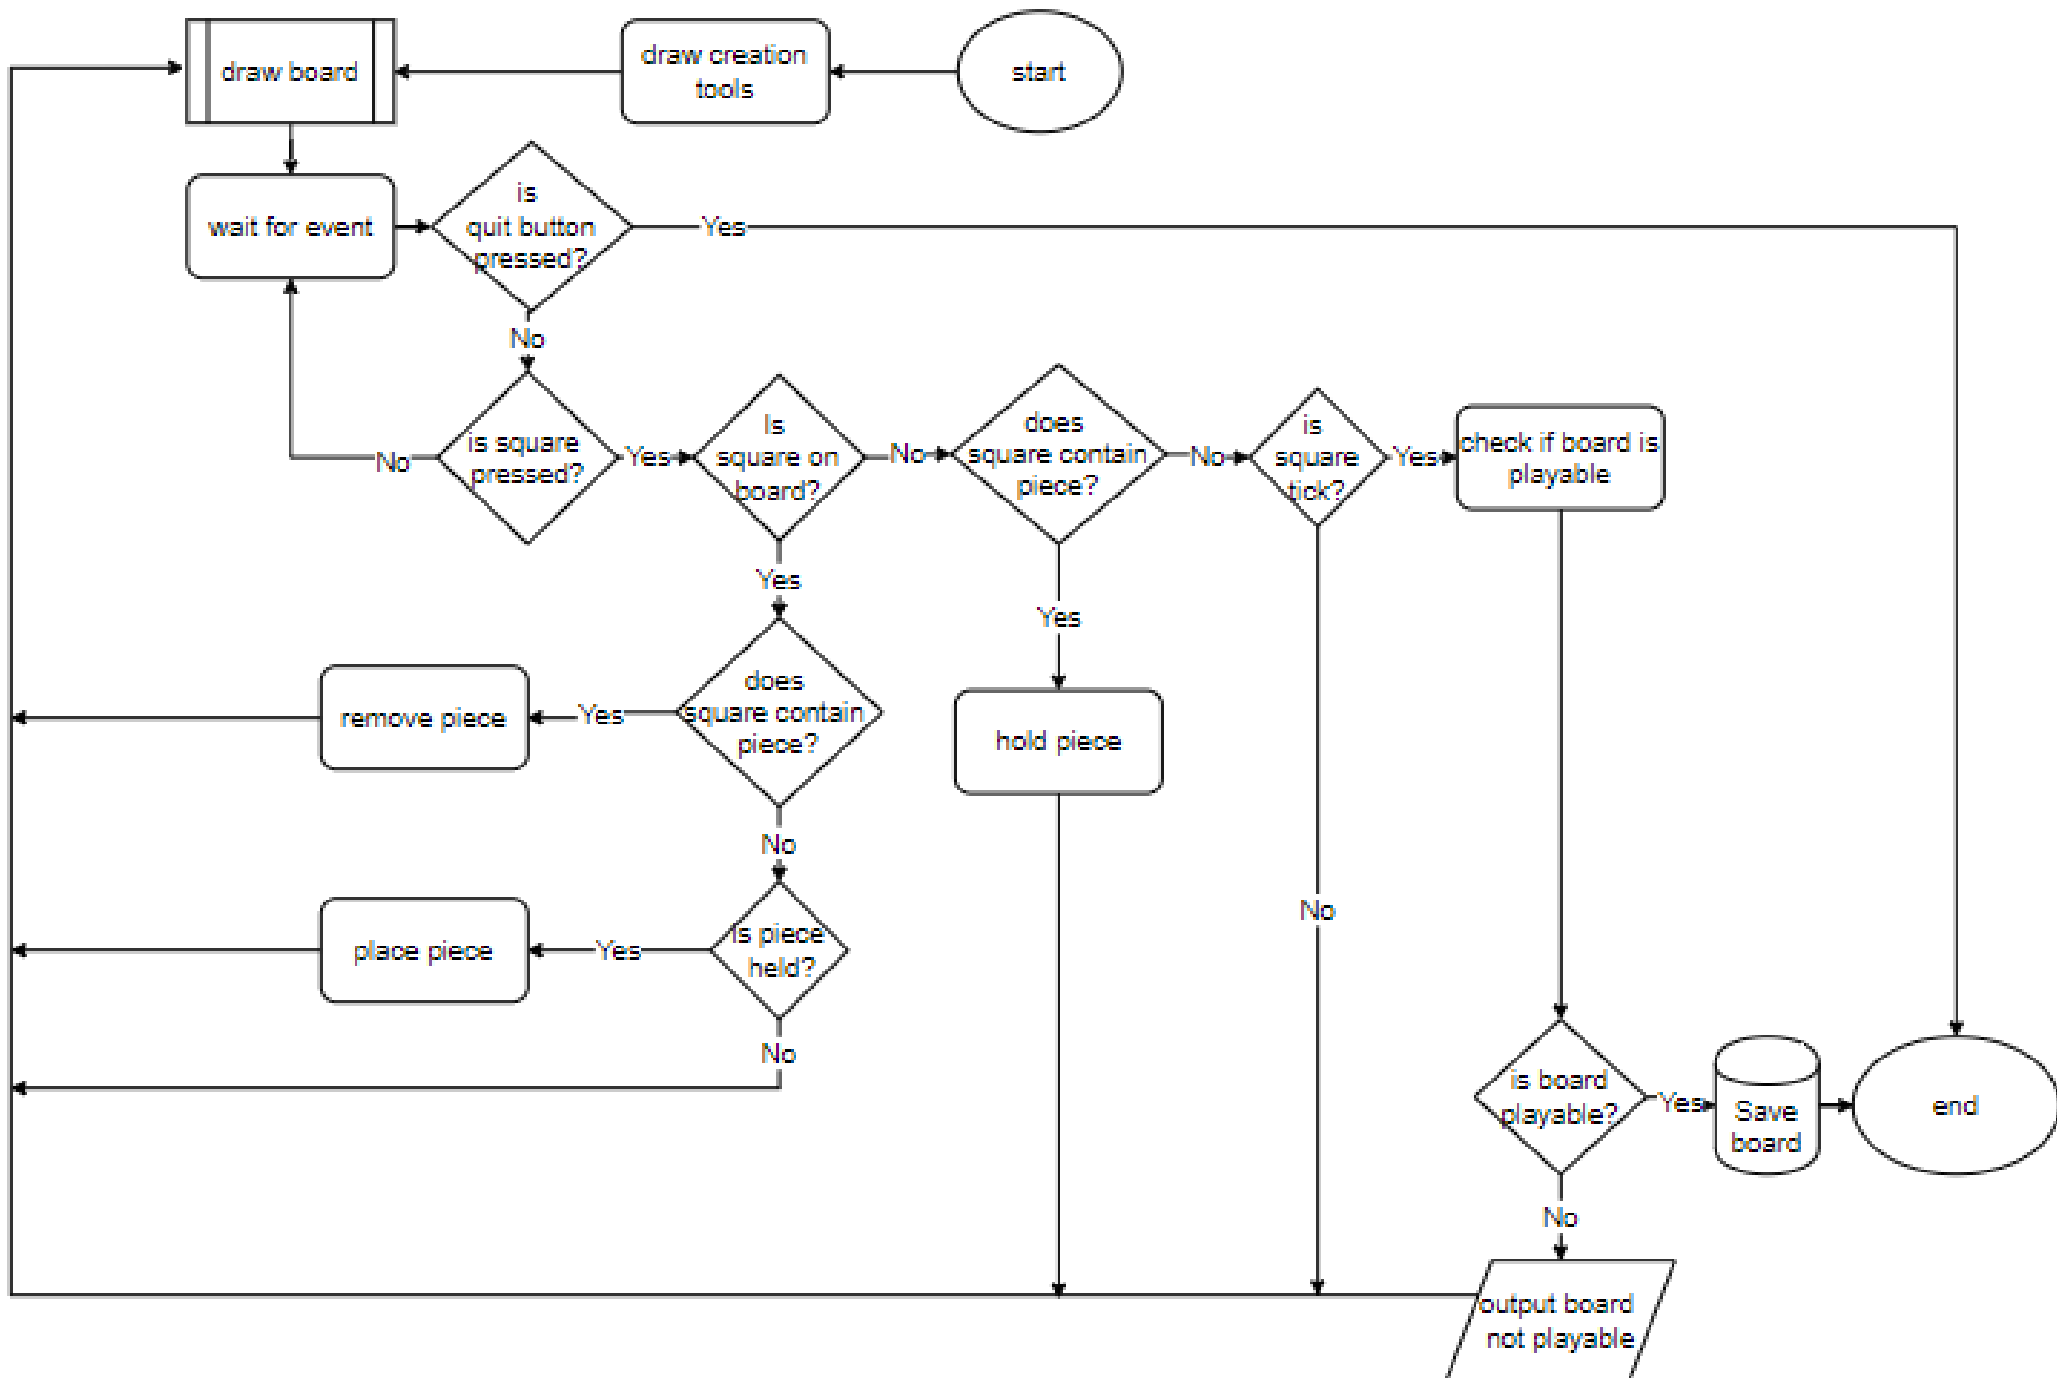 draw board
draw creation
tools
start
wait for event
is
quit button
pressed?
Yes
No
is square
pressed?
No
Yes
Is
square on
board?
No
does
square contain
piece?
No
is
square
tick?
Yes
check if board is
playable
Yes
Yes
does
square contain
piece?
Yes
remove piece
hold piece
No
No
is piece
held?
Yes
place piece
No
is board
playable?
Yes
Save
board
end
No
output board
not playable